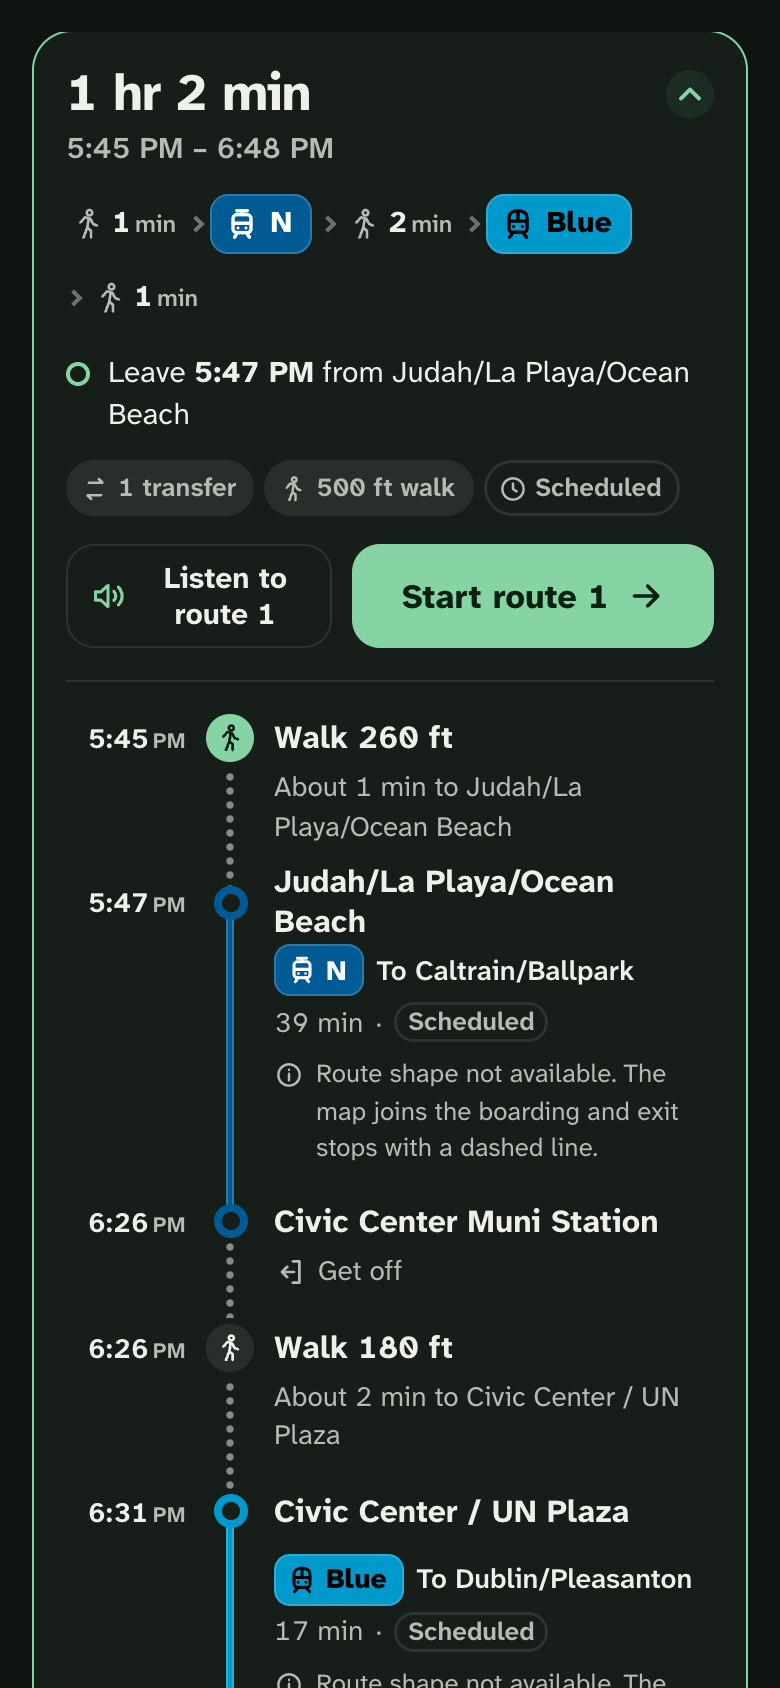 1 hr 2 min
5:45 PM – 6:48 PM
1 min > N > 2 min > Blue
> 1 min
Leave 5:47 PM from Judah/La Playa/Ocean
Beach
1 transfer 500 ft walk Scheduled
Listen to
route 1
Start route 1 →
5:45 PM Walk 260 ft
About 1 min to Judah/La
Playa/Ocean Beach
5:47 PM Judah/La Playa/Ocean
Beach
N To Caltrain/Ballpark
39 min · Scheduled
Route shape not available. The
map joins the boarding and exit
stops with a dashed line.
6:26 PM Civic Center Muni Station
Get off
6:26 PM Walk 180 ft
About 2 min to Civic Center / UN
Plaza
6:31 PM Civic Center / UN Plaza
Blue To Dublin/Pleasanton
17 min · Scheduled
Route shape not available. The